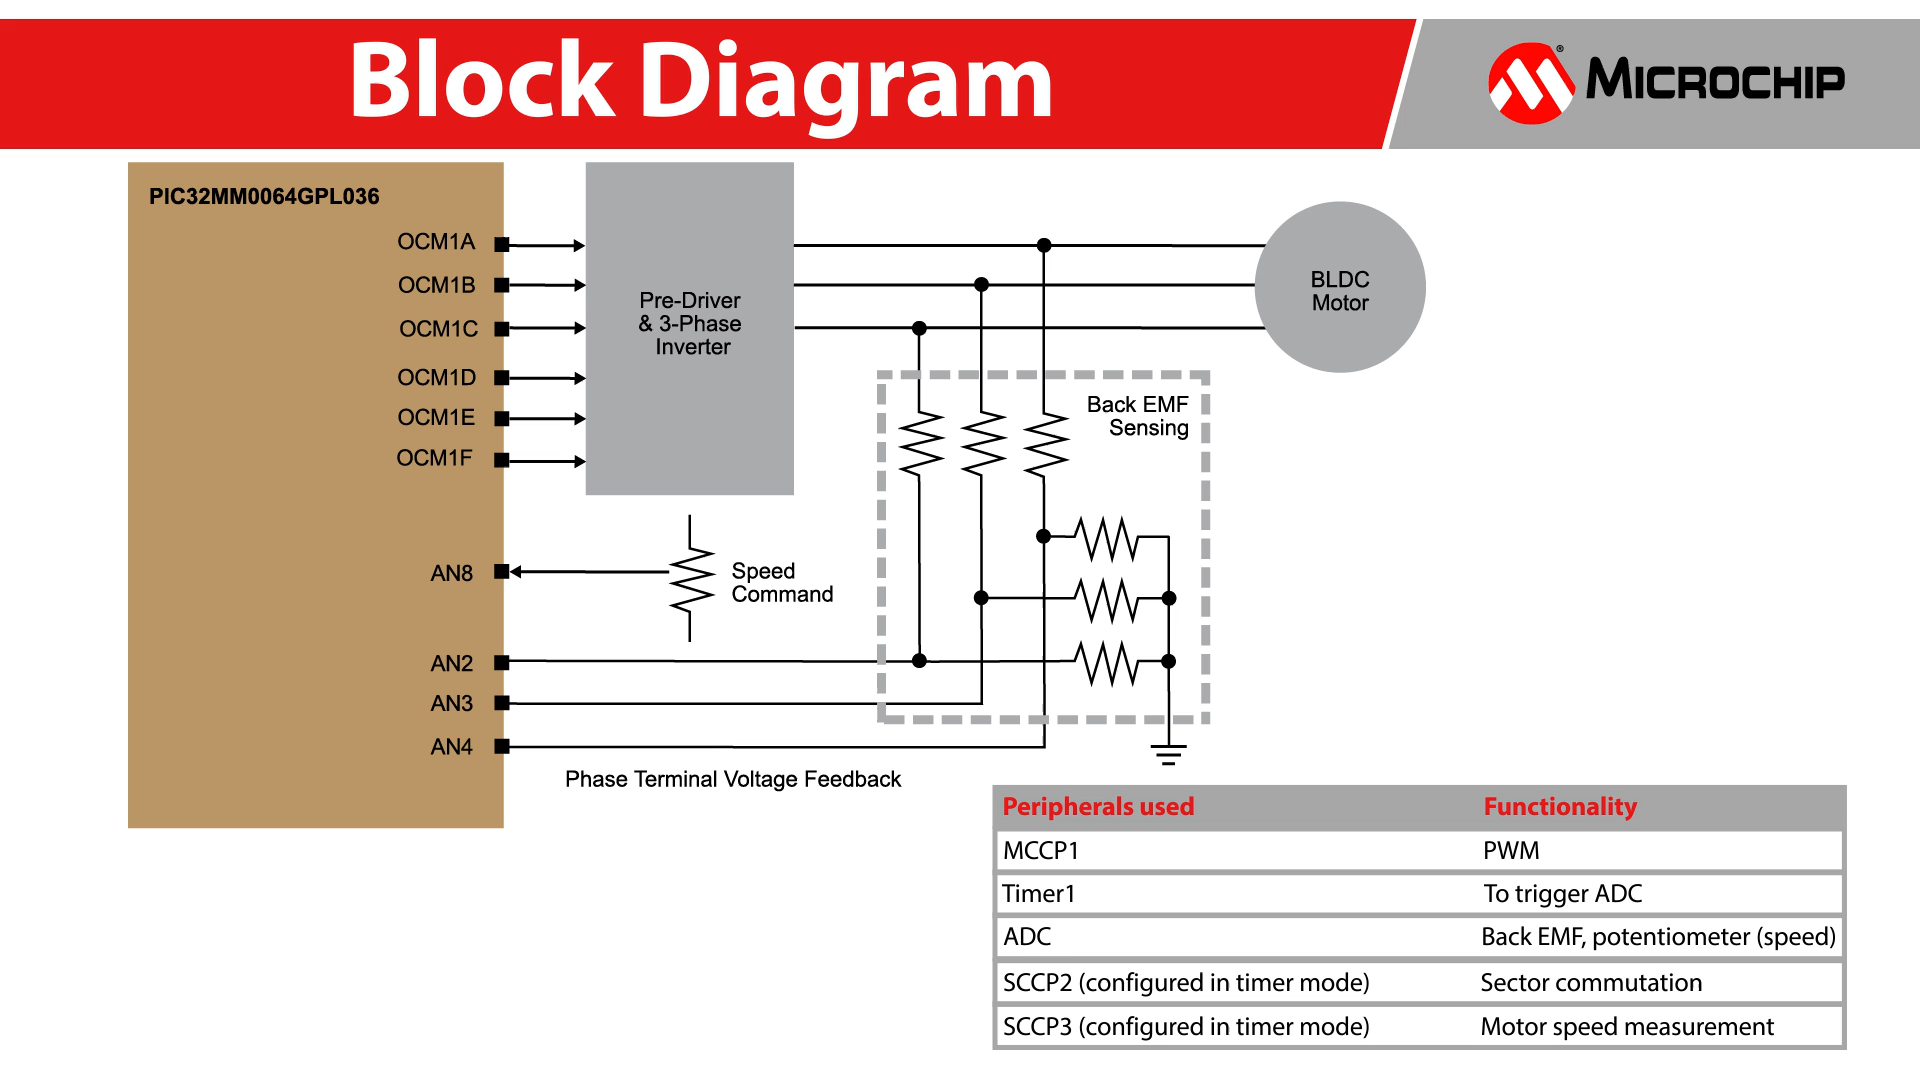 Block Diagram
MICROCHIP
®
PIC32MM0064GPL036
OCM1A
OCM1B
OCM1C
OCM1D
OCM1E
OCM1F
AN8
AN2
AN3
AN4
Pre-Driver
& 3-Phase
Inverter
BLDC
Motor
Back EMF
Sensing
Speed
Command
Phase Terminal Voltage Feedback
Peripherals used Functionality
MCCP1 PWM
Timer1 To trigger ADC
ADC Back EMF, potentiometer (speed)
SCCP2 (configured in timer mode) Sector commutation
SCCP3 (configured in timer mode) Motor speed measurement